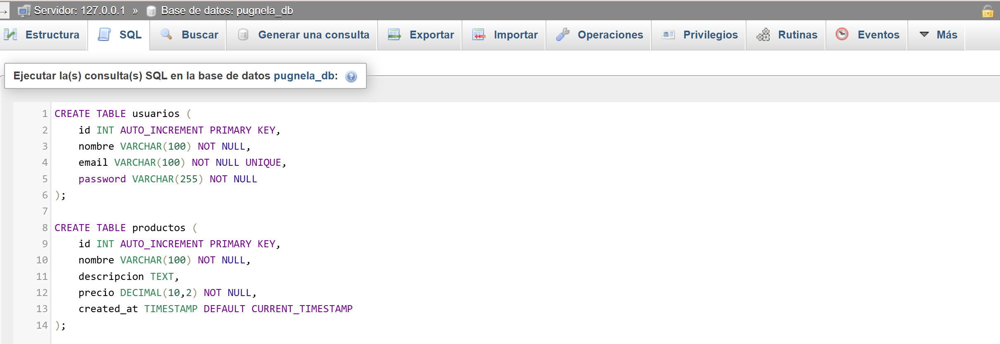 → Servidor: 127.0.0.1 » Base de datos: pugnela_db
Estructura SQL Buscar Generar una consulta Exportar Importar Operaciones Privilegios Rutinas Eventos Más
Ejecutar la(s) consulta(s) SQL en la base de datos pugnela_db: ?
1 CREATE TABLE usuarios (
2     id INT AUTO_INCREMENT PRIMARY KEY,
3     nombre VARCHAR(100) NOT NULL,
4     email VARCHAR(100) NOT NULL UNIQUE,
5     password VARCHAR(255) NOT NULL
6 );
7
8 CREATE TABLE productos (
9     id INT AUTO_INCREMENT PRIMARY KEY,
10     nombre VARCHAR(100) NOT NULL,
11     descripcion TEXT,
12     precio DECIMAL(10,2) NOT NULL,
13     created_at TIMESTAMP DEFAULT CURRENT_TIMESTAMP
14 );